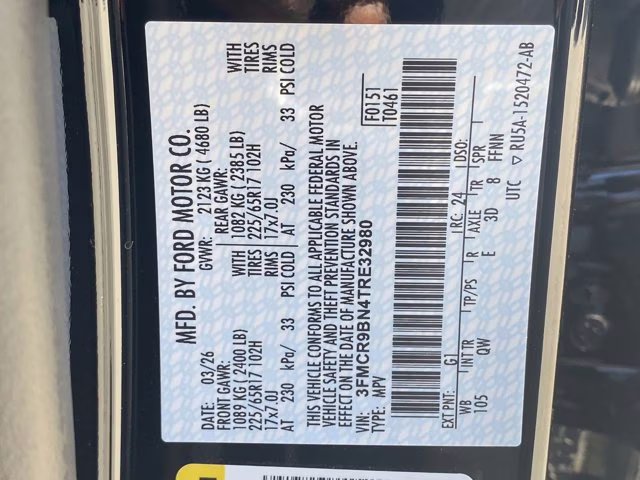 MFD. BY FORD MOTOR CO.
DATE: 03/26 GVWR: 2123 KG ( 4680 LB)
FRONT GAWR: REAR GAWR:
1089 KG ( 2400 LB) 1082 KG ( 2385 LB) WITH
225/65R17 102H TIRES 225/65R17 102H TIRES
17x7.0J RIMS 17x7.0J RIMS
AT 230 kPa/ 33 PSI COLD AT 230 kPa/ 33 PSI COLD
THIS VEHICLE CONFORMS TO ALL APPLICABLE FEDERAL MOTOR
VEHICLE SAFETY AND THEFT PREVENTION STANDARDS IN
EFFECT ON THE DATE OF MANUFACTURE SHOWN ABOVE.
VIN: 3FMCR9BN4TRE32980
TYPE: MPV
F0151
T0461
EXT PNT: G1 RC: 24 DSO:
WB INT TR TP/PS R AXLE TR SPR
105 QW E 3D 8 FFNN
UTC ▽ RU5A-1520472-AB